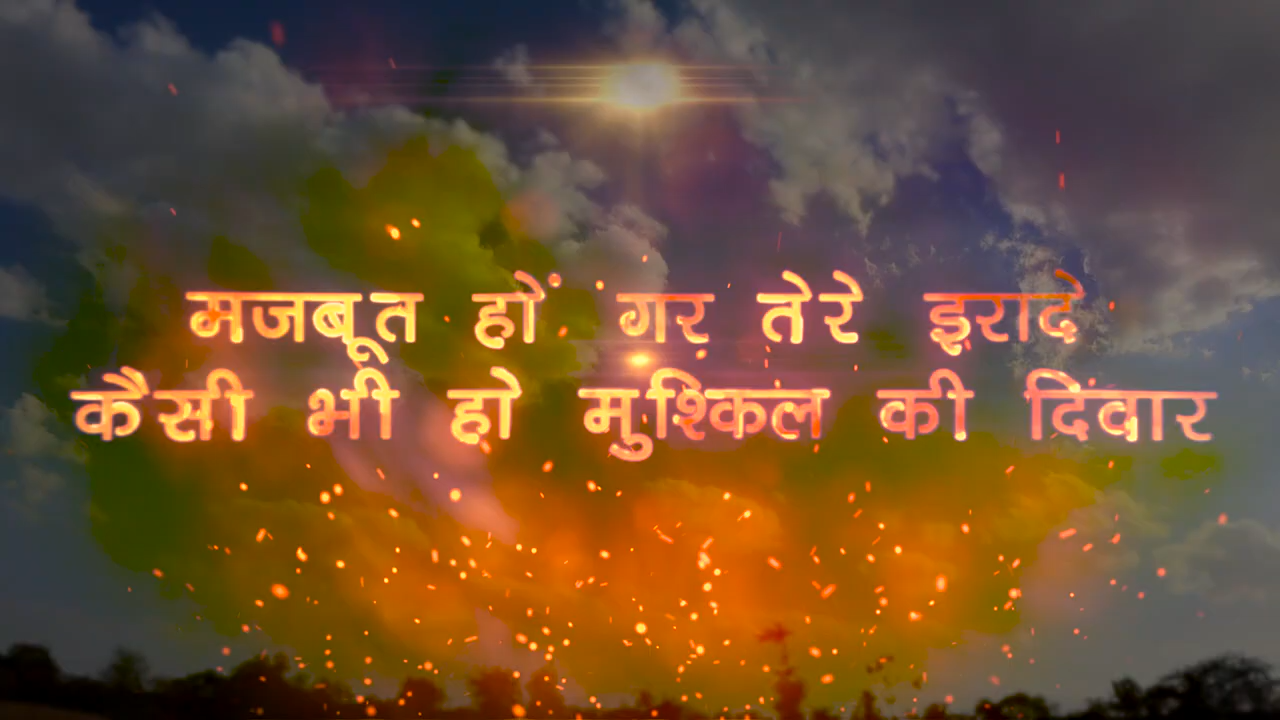 मजबूत हों गर तेरे इरादे
कैसी भी हो मुश्किल की दिवार